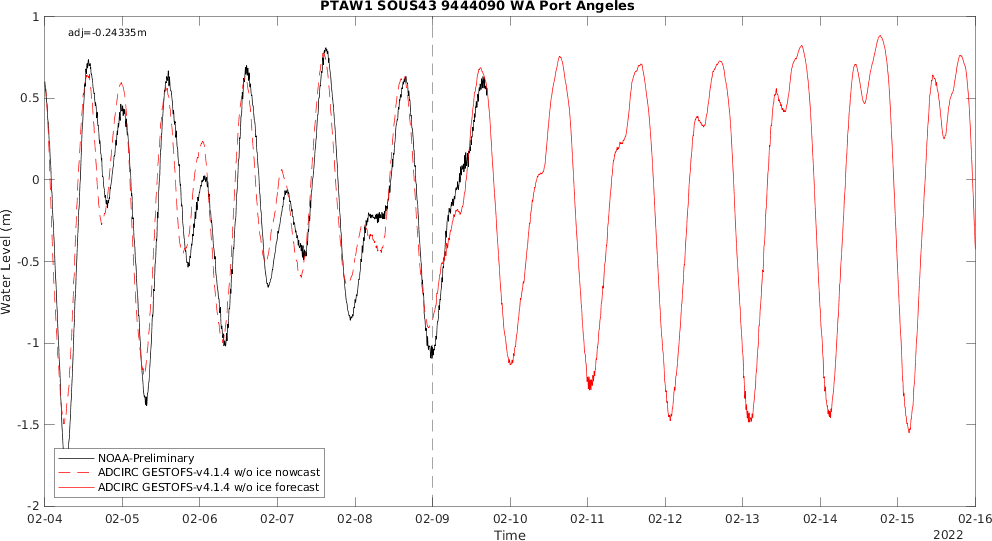 PTAW1 SOUS43 9444090 WA Port Angeles
adj=-0.24335m
1
0.5
0
-0.5
-1
-1.5
-2
Water Level (m)
NOAA-Preliminary
ADCIRC GESTOFS-v4.1.4 w/o ice nowcast
ADCIRC GESTOFS-v4.1.4 w/o ice forecast
02-04 02-05 02-06 02-07 02-08 02-09 02-10 02-11 02-12 02-13 02-14 02-15 02-16
Time
2022